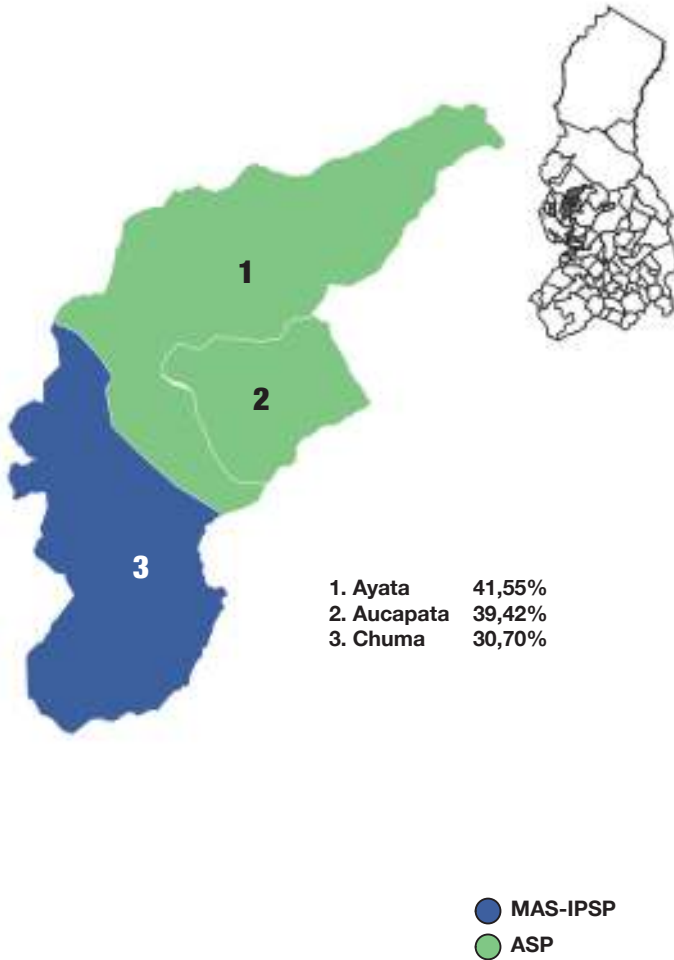 1
2
3
1. Ayata 41,55%
2. Aucapata 39,42%
3. Chuma 30,70%
MAS-IPSP
ASP